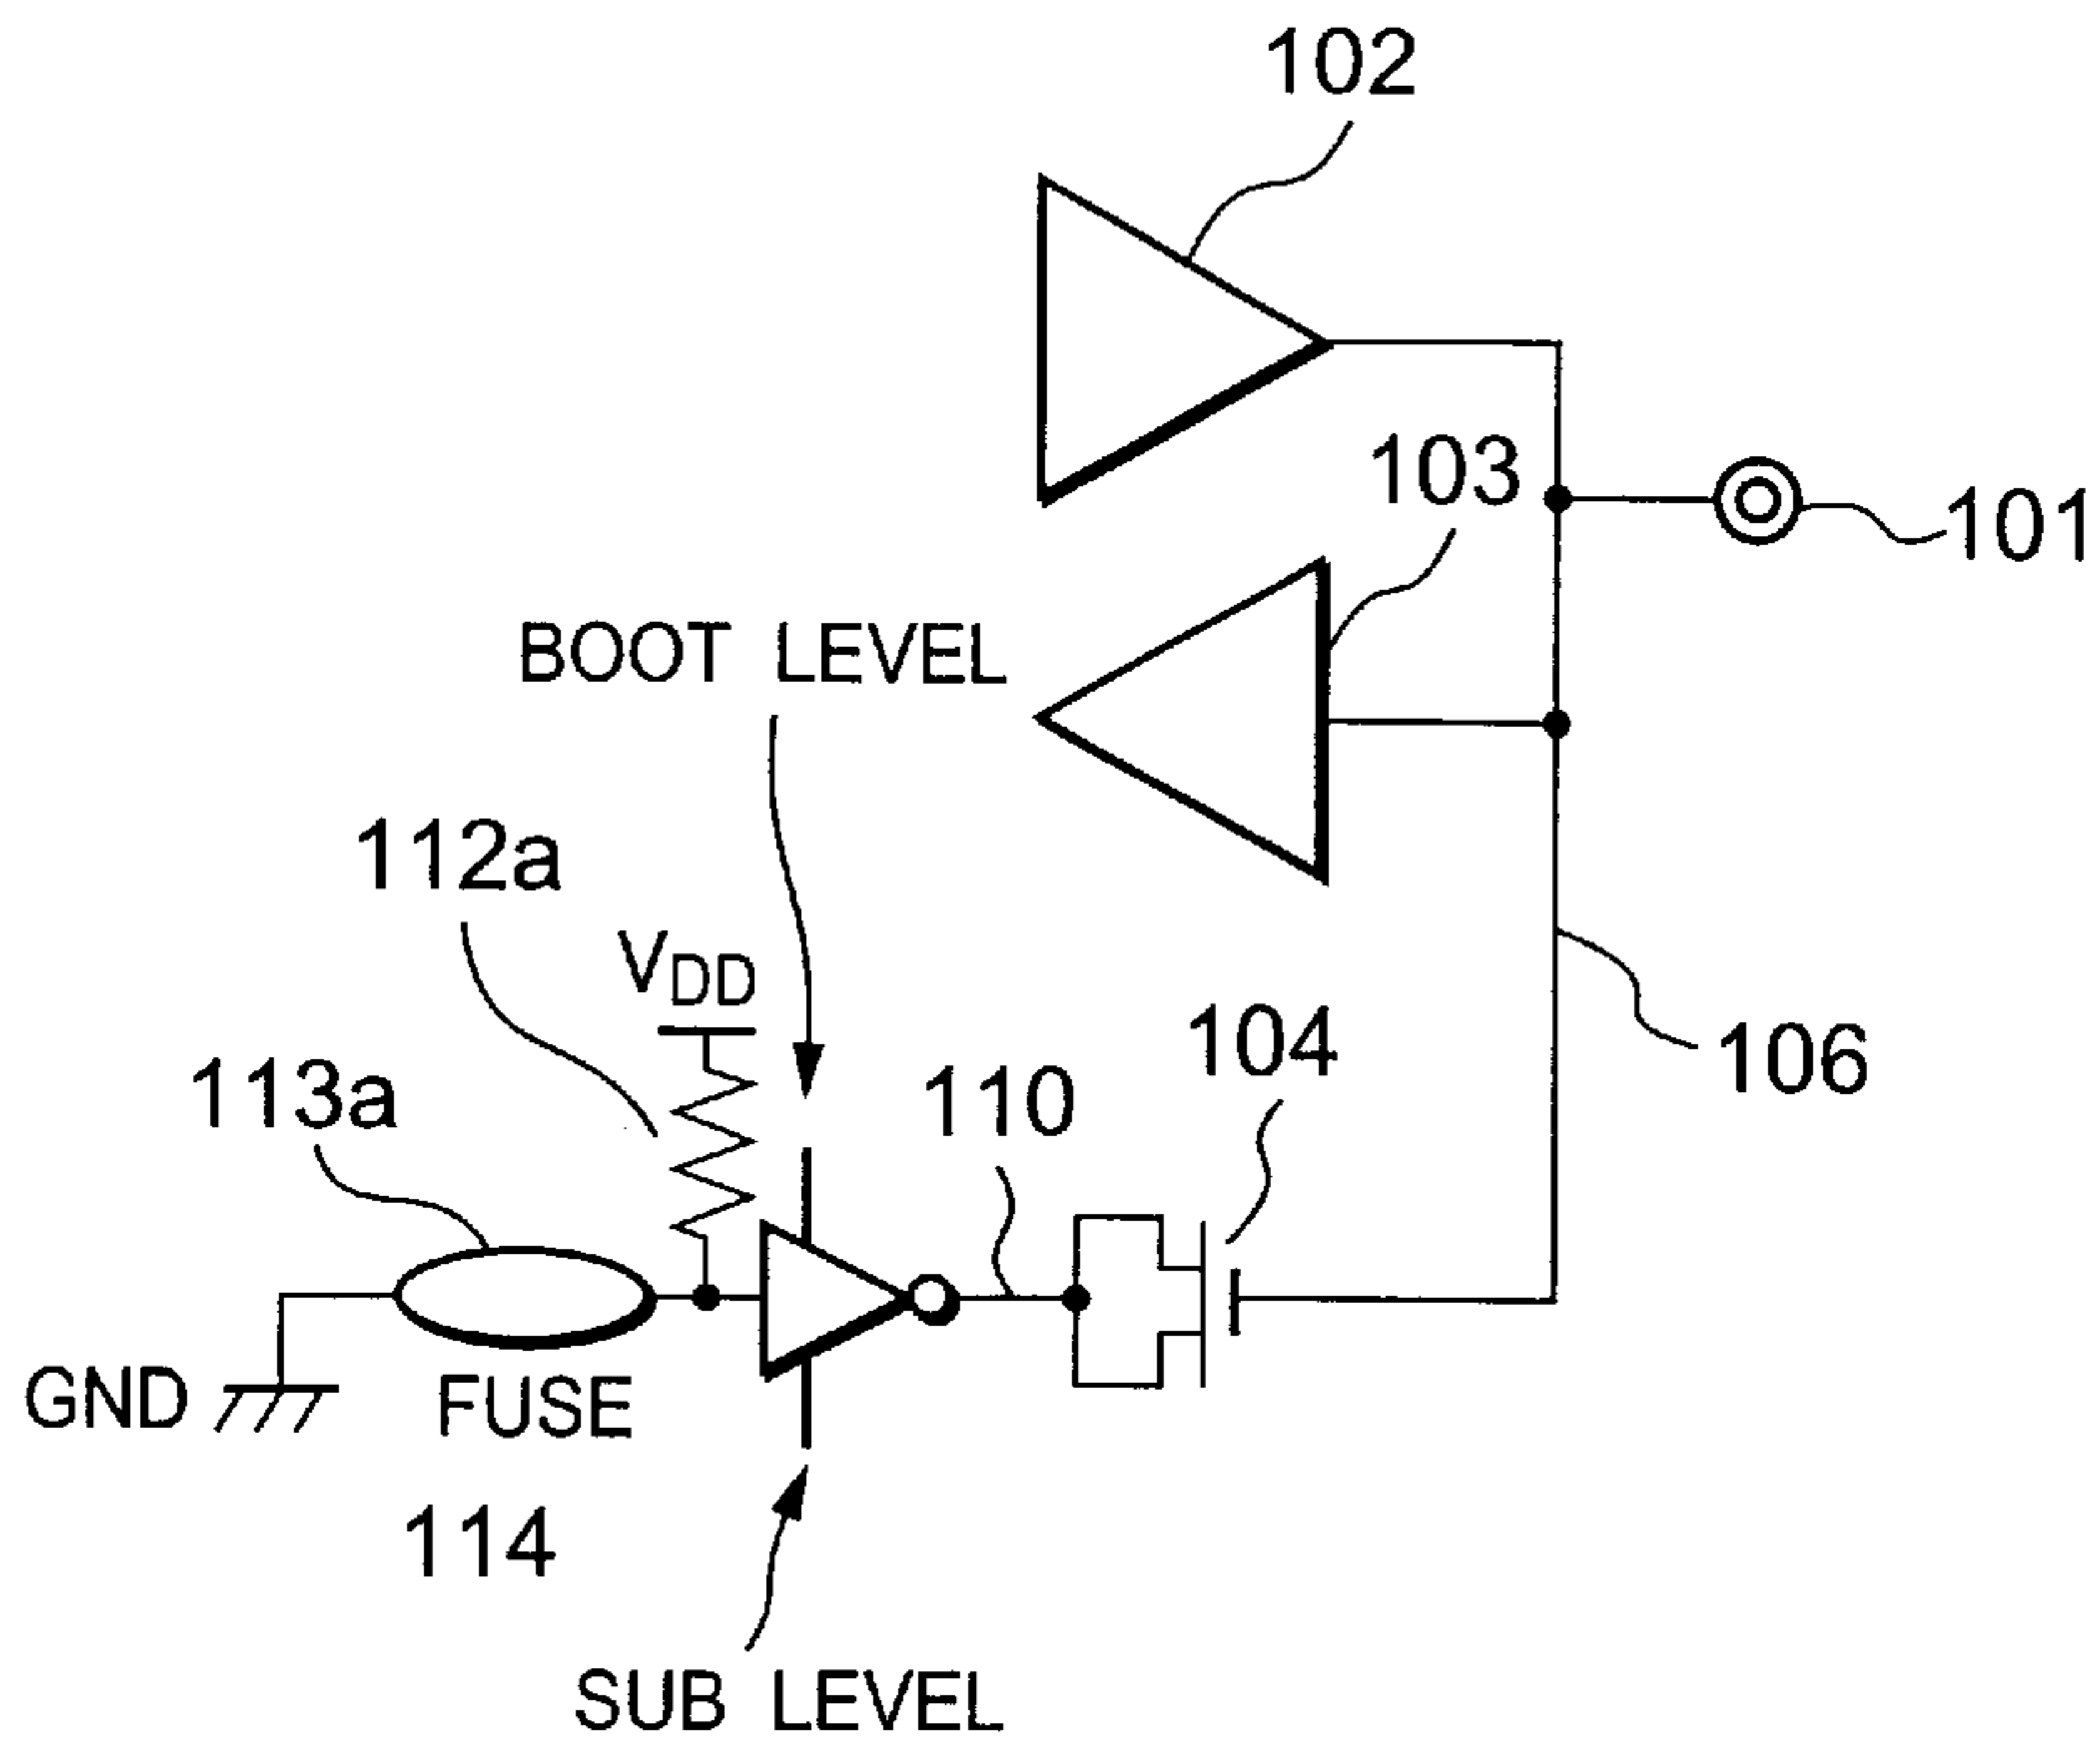 102
103
101
BOOT LEVEL
112a
VDD
104
106
113a
110
GND
FUSE
114
SUB LEVEL